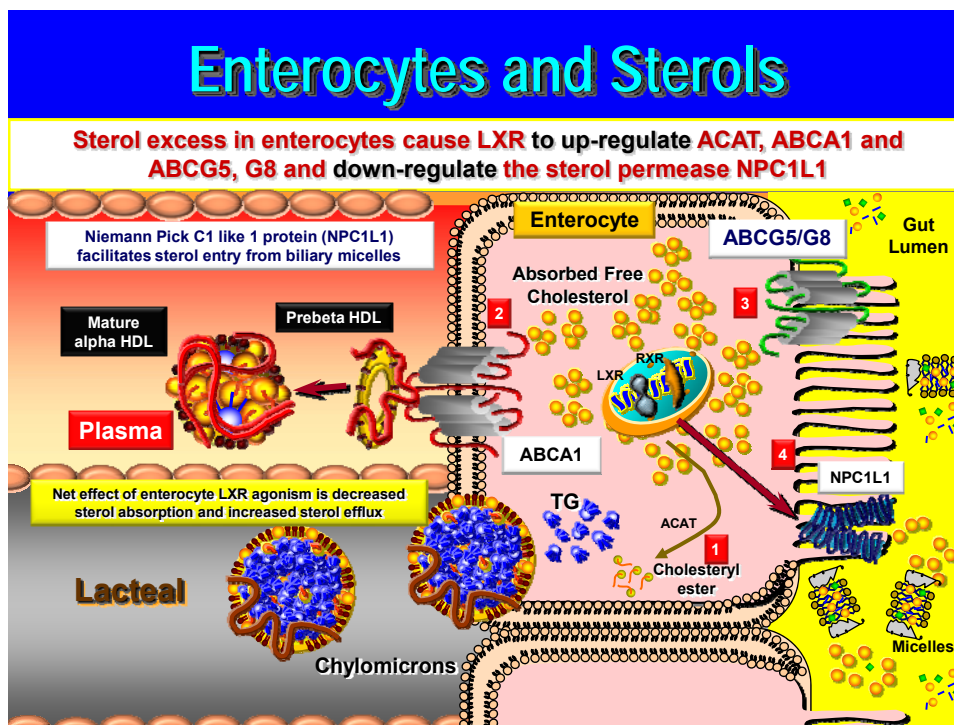 Enterocytes and Sterols
Sterol excess in enterocytes cause LXR to up-regulate ACAT, ABCA1 and
ABCG5, G8 and down-regulate the sterol permease NPC1L1
Niemann Pick C1 like 1 protein (NPC1L1)
facilitates sterol entry from biliary micelles
Enterocyte
ABCG5/G8
Gut
Lumen
Absorbed Free
Cholesterol
Mature
alpha HDL
Prebeta HDL
2
3
RXR
LXR
Plasma
ABCA1
4
NPC1L1
Net effect of enterocyte LXR agonism is decreased
sterol absorption and increased sterol efflux
TG
ACAT
1
Cholesteryl
ester
Lacteal
Chylomicrons
Micelles